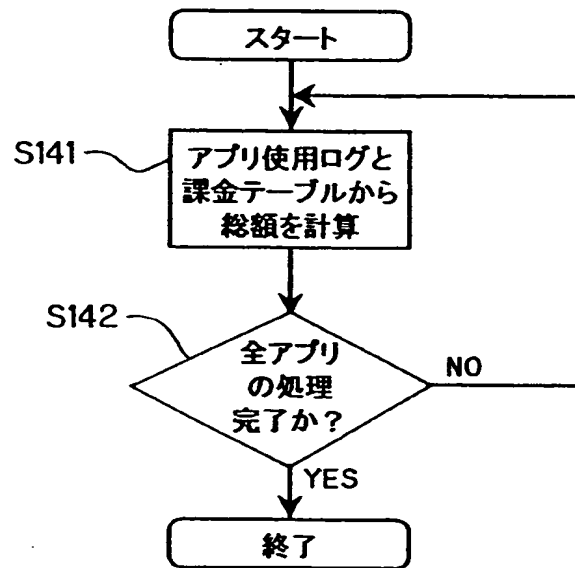 スタート
S141
アプリ使用ログと
課金テーブルから
総額を計算
S142
全アプリ
の処理
完了か？
NO
YES
終了